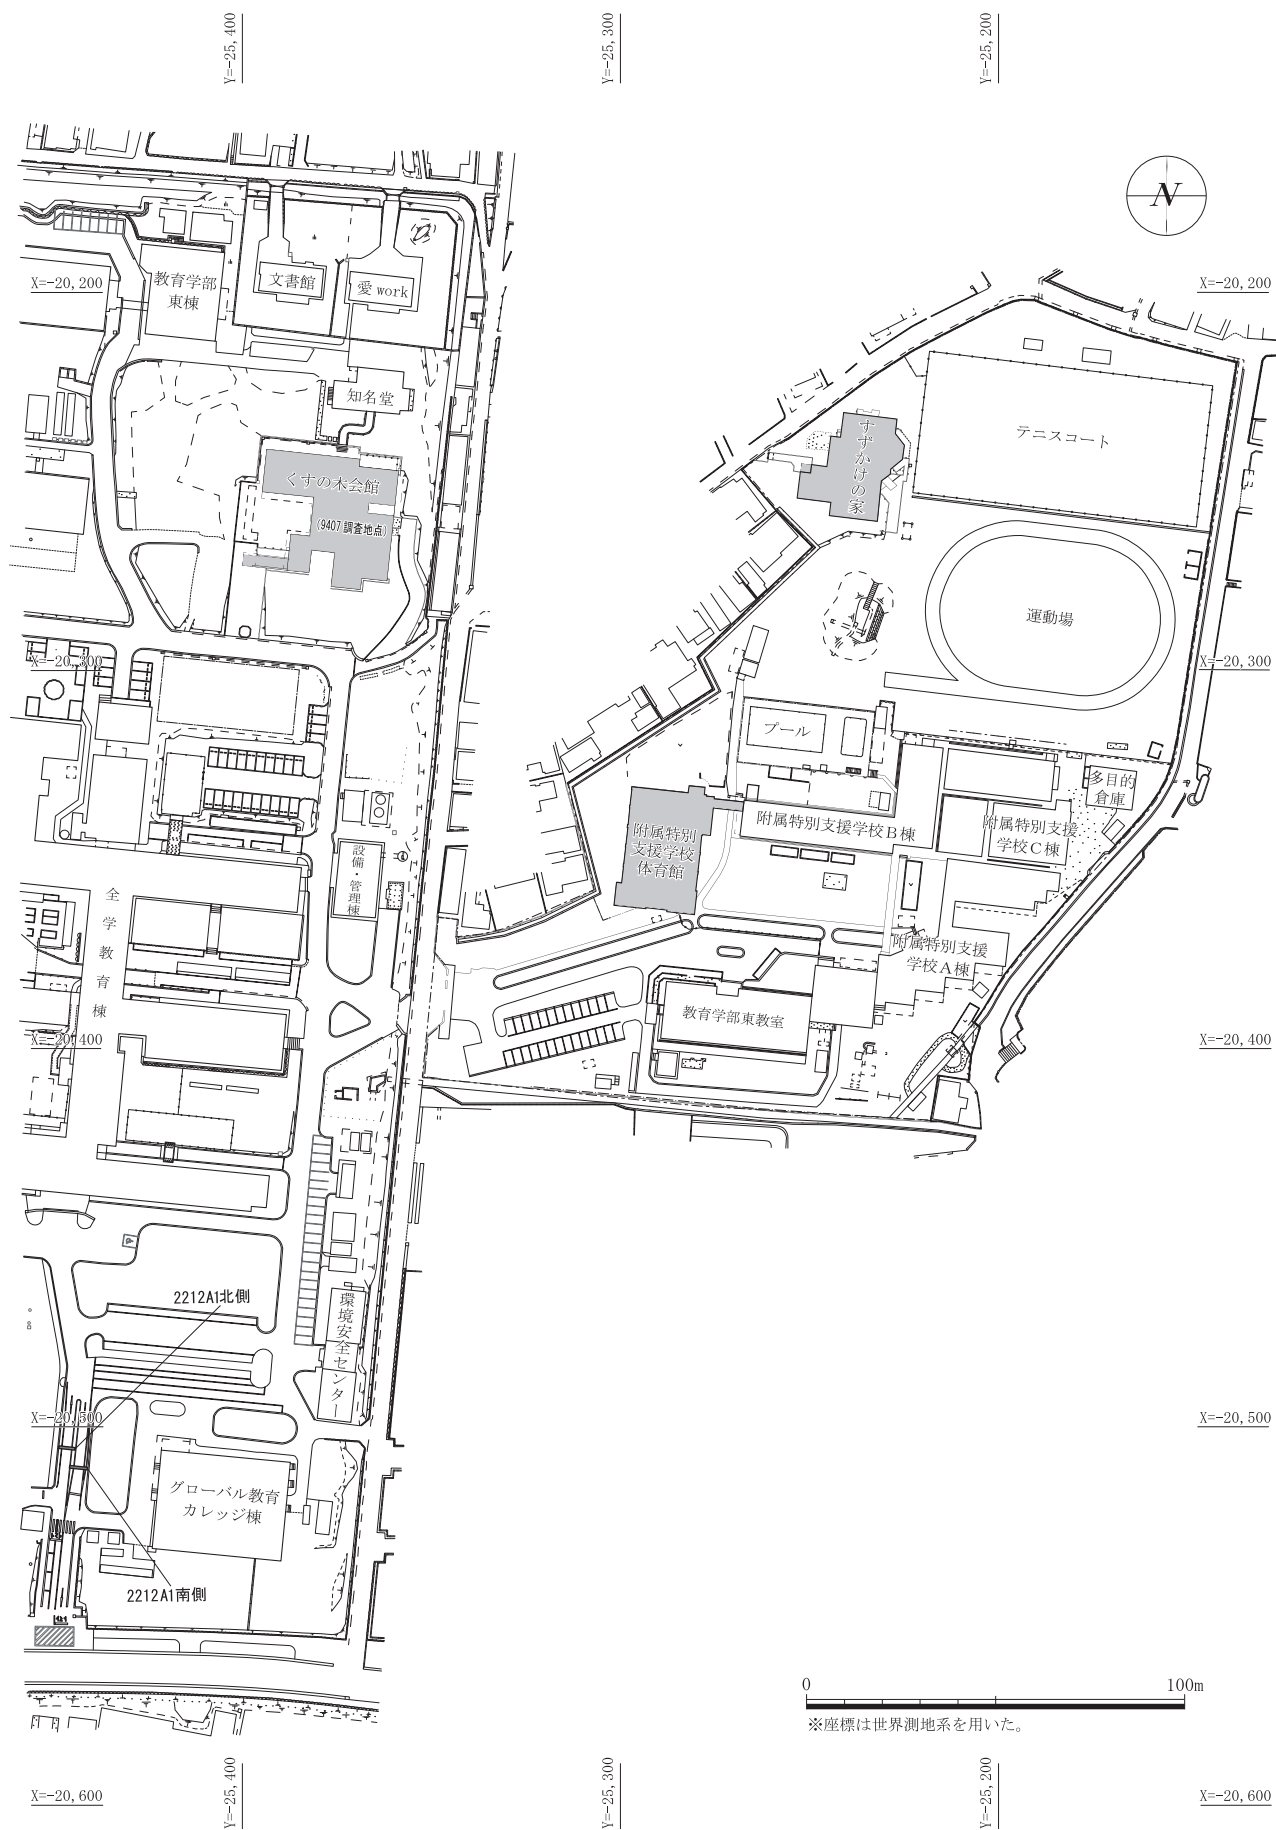 Y=-25,400
Y=-25,300
Y=-25,200
N
X=-20,200
X=-20,200
教育学部
東棟
文書館
愛work
知名堂
くすの木会館
(9407調査地点)
すずかけの家
テニスコート
運動場
X=-20,300
X=-20,300
プール
多目的
倉庫
附属特別
支援学校
体育館
附属特別支援学校B棟
附属特別支援
学校C棟
設備・管理棟
全学教育棟
附属特別支援
学校A棟
教育学部東教室
X=-20,400
X=-20,400
2212A1北側
環境安全センター
X=-20,500
X=-20,500
グローバル教育
カレッジ棟
2212A1南側
0
100m
※座標は世界測地系を用いた。
Y=-25,400
Y=-25,300
Y=-25,200
X=-20,600
X=-20,600